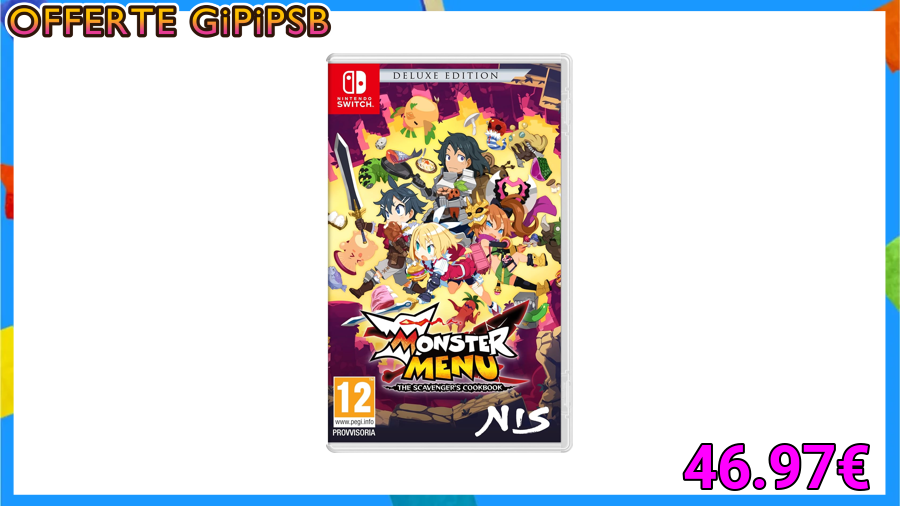 OFFERTE GiPiPSB
DELUXE EDITION
NINTENDO
SWITCH.
MONSTER
MENU
THE SCAVENGER'S COOKBOOK
12
www.pegi.info
PROVVISORIA
NIS
46.97€